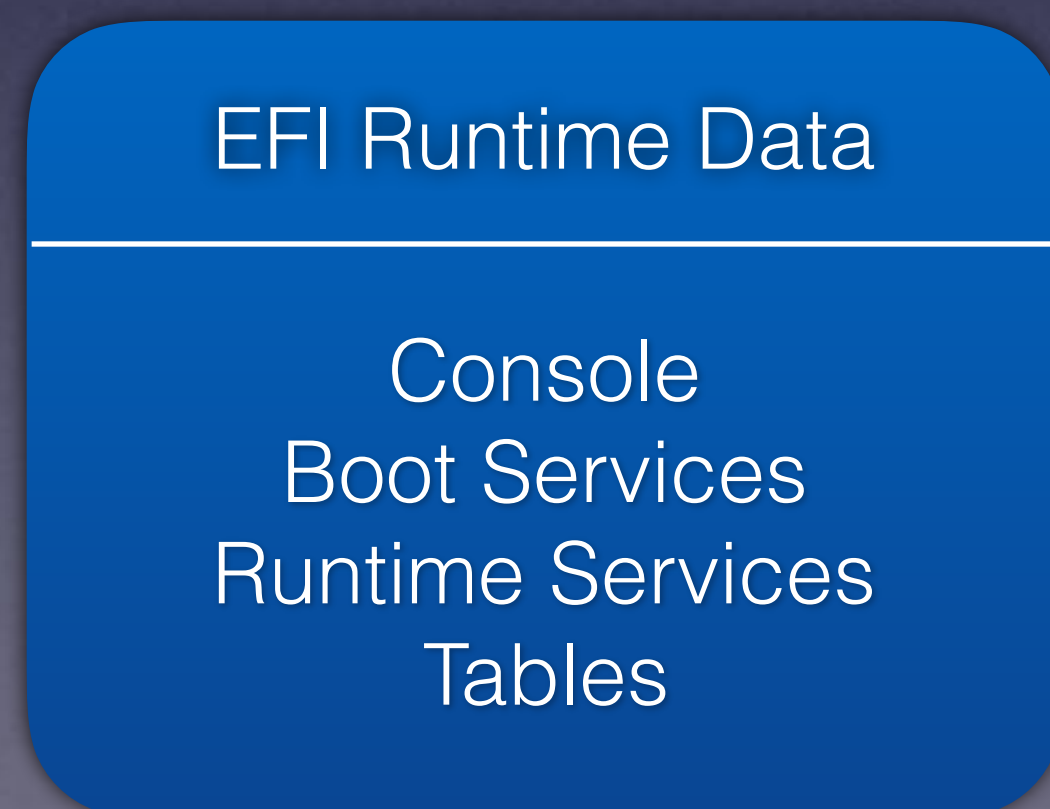 EFI Runtime Data
Console
Boot Services
Runtime Services
Tables